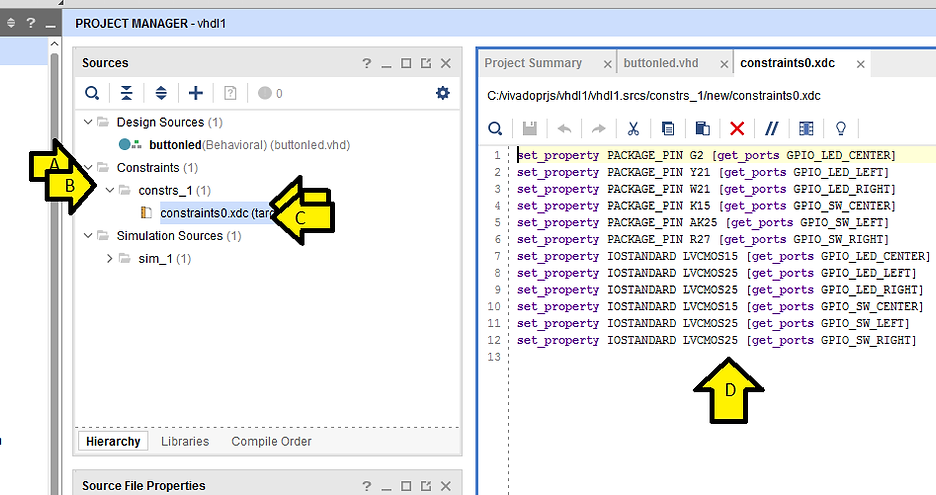 PROJECT MANAGER - vhdl1
Sources
0
Design Sources (1)
buttonled(Behavioral) (buttonled.vhd)
Constraints (1)
constrs_1 (1)
constraints0.xdc
Simulation Sources (1)
sim_1 (1)
Hierarchy Libraries Compile Order
Source File Properties
A
B
C
Project Summary buttonled.vhd constraints0.xdc
C:/vivadoprjs/vhdl1/vhdl1.srcs/constrs_1/new/constraints0.xdc
1 set_property PACKAGE_PIN G2 [get_ports GPIO_LED_CENTER]
2 set_property PACKAGE_PIN Y21 [get_ports GPIO_LED_LEFT]
3 set_property PACKAGE_PIN W21 [get_ports GPIO_LED_RIGHT]
4 set_property PACKAGE_PIN K15 [get_ports GPIO_SW_CENTER]
5 set_property PACKAGE_PIN AK25 [get_ports GPIO_SW_LEFT]
6 set_property PACKAGE_PIN R27 [get_ports GPIO_SW_RIGHT]
7 set_property IOSTANDARD LVCMOS15 [get_ports GPIO_LED_CENTER]
8 set_property IOSTANDARD LVCMOS25 [get_ports GPIO_LED_LEFT]
9 set_property IOSTANDARD LVCMOS25 [get_ports GPIO_LED_RIGHT]
10 set_property IOSTANDARD LVCMOS15 [get_ports GPIO_SW_CENTER]
11 set_property IOSTANDARD LVCMOS25 [get_ports GPIO_SW_LEFT]
12 set_property IOSTANDARD LVCMOS25 [get_ports GPIO_SW_RIGHT]
13
D